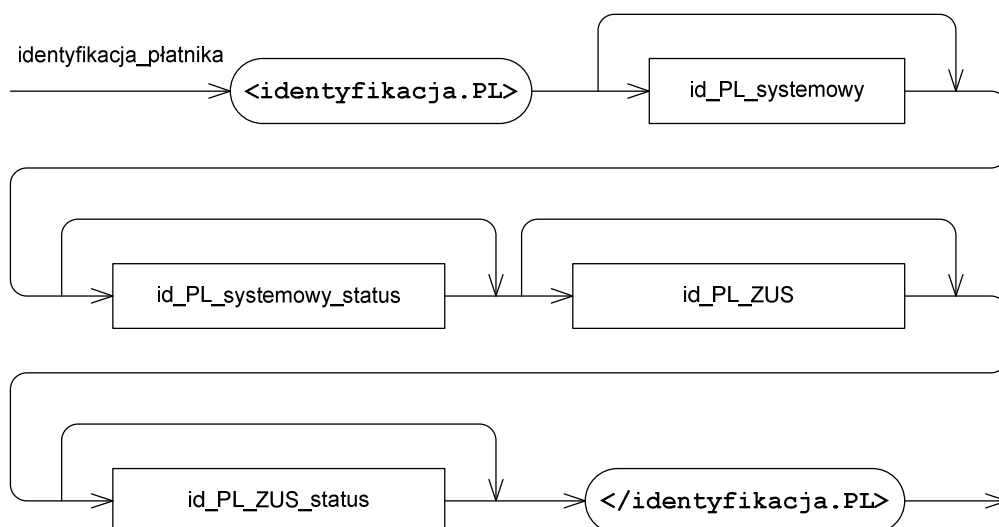 identyfikacja_płatnika
<identyfikacja.PL>
id_PL_systemowy
id_PL_systemowy_status
id_PL_ZUS
id_PL_ZUS_status
</identyfikacja.PL>